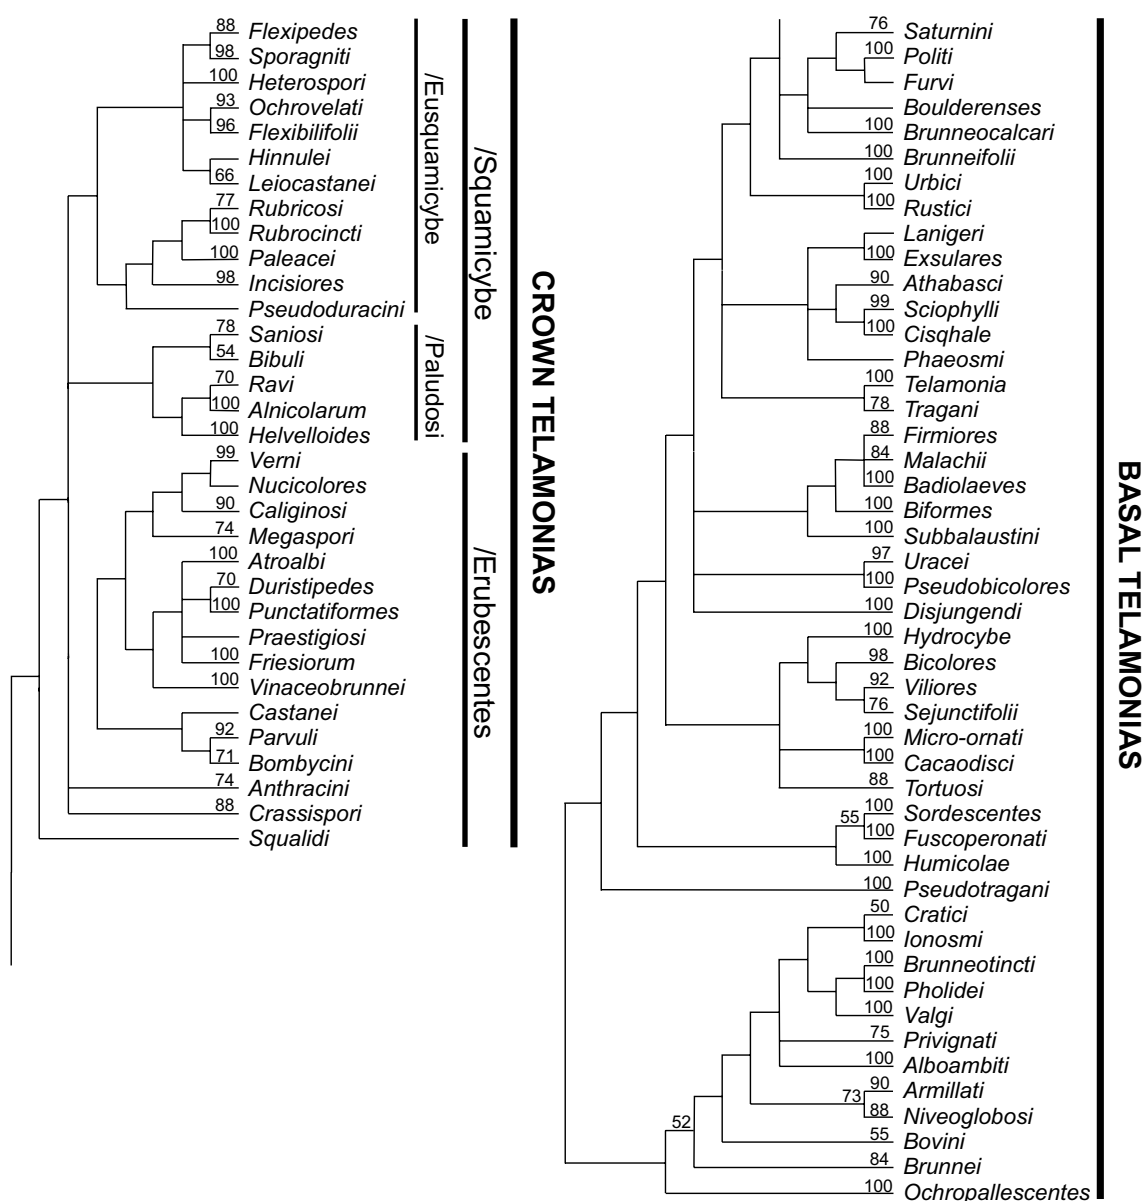 88 Flexipedes
98 Sporagniti
100 Heterospori
93 Ochrovelati
96 Flexibilifolii
Hinnulei
66 Leiocastanei
77 Rubricosi
100 Rubrocincti
100 Paleacei
98 Incisiores
Pseudoduracini
78 Saniosi
54 Bibuli
70 Ravi
100 Alnicolarum
100 Helvelloides
99 Verni
Nucicolores
90 Caliginosi
74 Megaspori
100 Atroalbi
70 Duristipedes
100 Punctatiformes
Praestigiosi
100 Friesiorum
100 Vinaceobrunnei
Castanei
92 Parvuli
71 Bombycini
74 Anthracini
88 Crassispori
Squalidi
/Eusquamicybe
/Paludosi
/Squamicybe
/Erubescentes
CROWN TELAMONIAS
76 Saturnini
100 Politi
Furvi
Boulderenses
100 Brunneocalcari
100 Brunneifolii
100 Urbici
100 Rustici
Lanigeri
100 Exsulares
90 Athabasci
99 Sciophylli
100 Cisqhale
Phaeosmi
100 Telamonia
78 Tragani
88 Firmiores
84 Malachii
100 Badiolaeves
100 Biformes
100 Subbalaustini
97 Uracei
100 Pseudobicolores
100 Disjungendi
100 Hydrocybe
98 Bicolores
92 Viliores
76 Sejunctifolii
100 Micro-ornati
100 Cacaodisci
88 Tortuosi
100 Sordescentes
55
100 Fuscoperonati
100 Humicolae
100 Pseudotragani
50 Cratici
100 Ionosmi
100 Brunneotincti
100 Pholidei
100 Valgi
75 Privignati
100 Alboambiti
90 Armillati
73
88 Niveoglobosi
52
55 Bovini
84 Brunnei
100 Ochropallescentes
BASAL TELAMONIAS